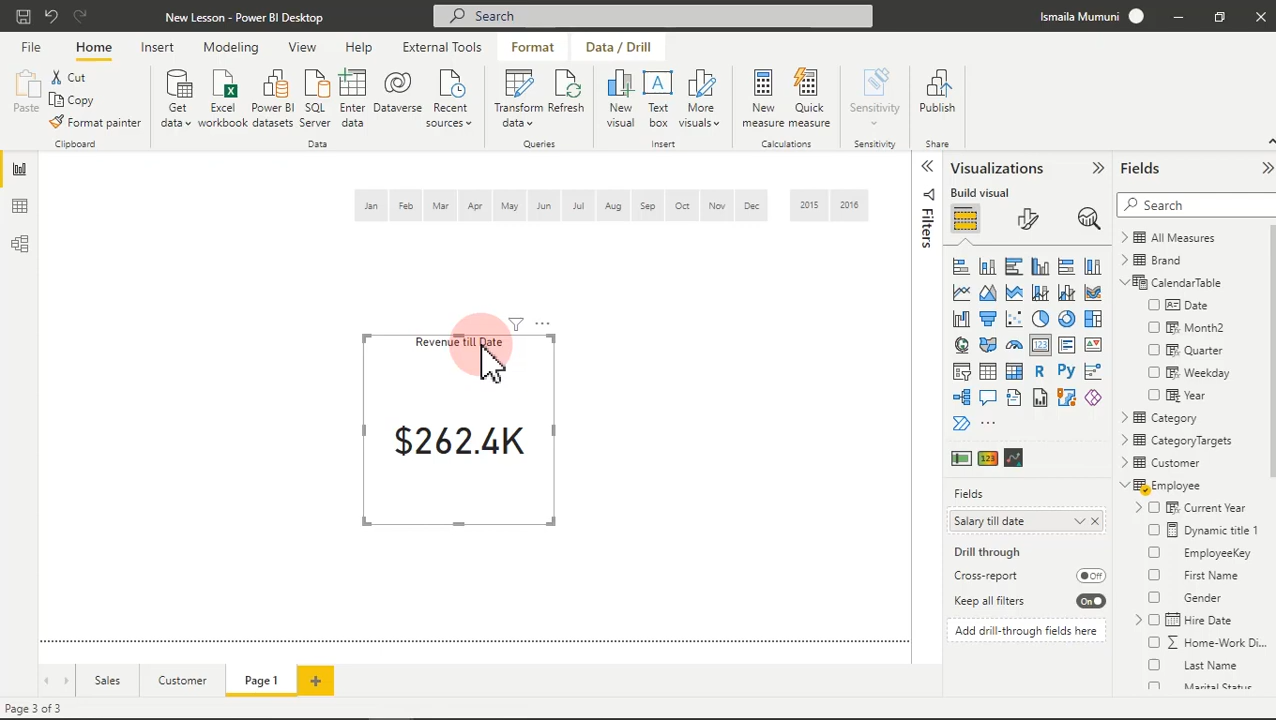 New Lesson - Power BI Desktop
Search
Ismaila Mumuni
File
Home
Insert
Modeling
View
Help
External Tools
Format
Data / Drill
Paste
Cut
Copy
Format painter
Clipboard
Get data
Excel workbook
Power BI datasets
SQL Server
Enter data
Dataverse
Recent sources
Data
Transform data
Refresh
Queries
New visual
Text box
More visuals
Insert
New measure
Quick measure
Calculations
Sensitivity
Sensitivity
Publish
Share
Jan
Feb
Mar
Apr
May
Jun
Jul
Aug
Sep
Oct
Nov
Dec
2015
2016
Revenue till Date
$262.4K
Filters
Visualizations
Build visual
123
R
Py
123
Fields
Salary till date
Drill through
Cross-report
Off
Keep all filters
On
Add drill-through fields here
Fields
Search
All Measures
Brand
CalendarTable
Date
Month2
Quarter
Weekday
Year
Category
CategoryTargets
Customer
Employee
Current Year
Dynamic title 1
EmployeeKey
First Name
Gender
Hire Date
Home-Work Di...
Last Name
Marital Status
Sales
Customer
Page 1
Page 3 of 3